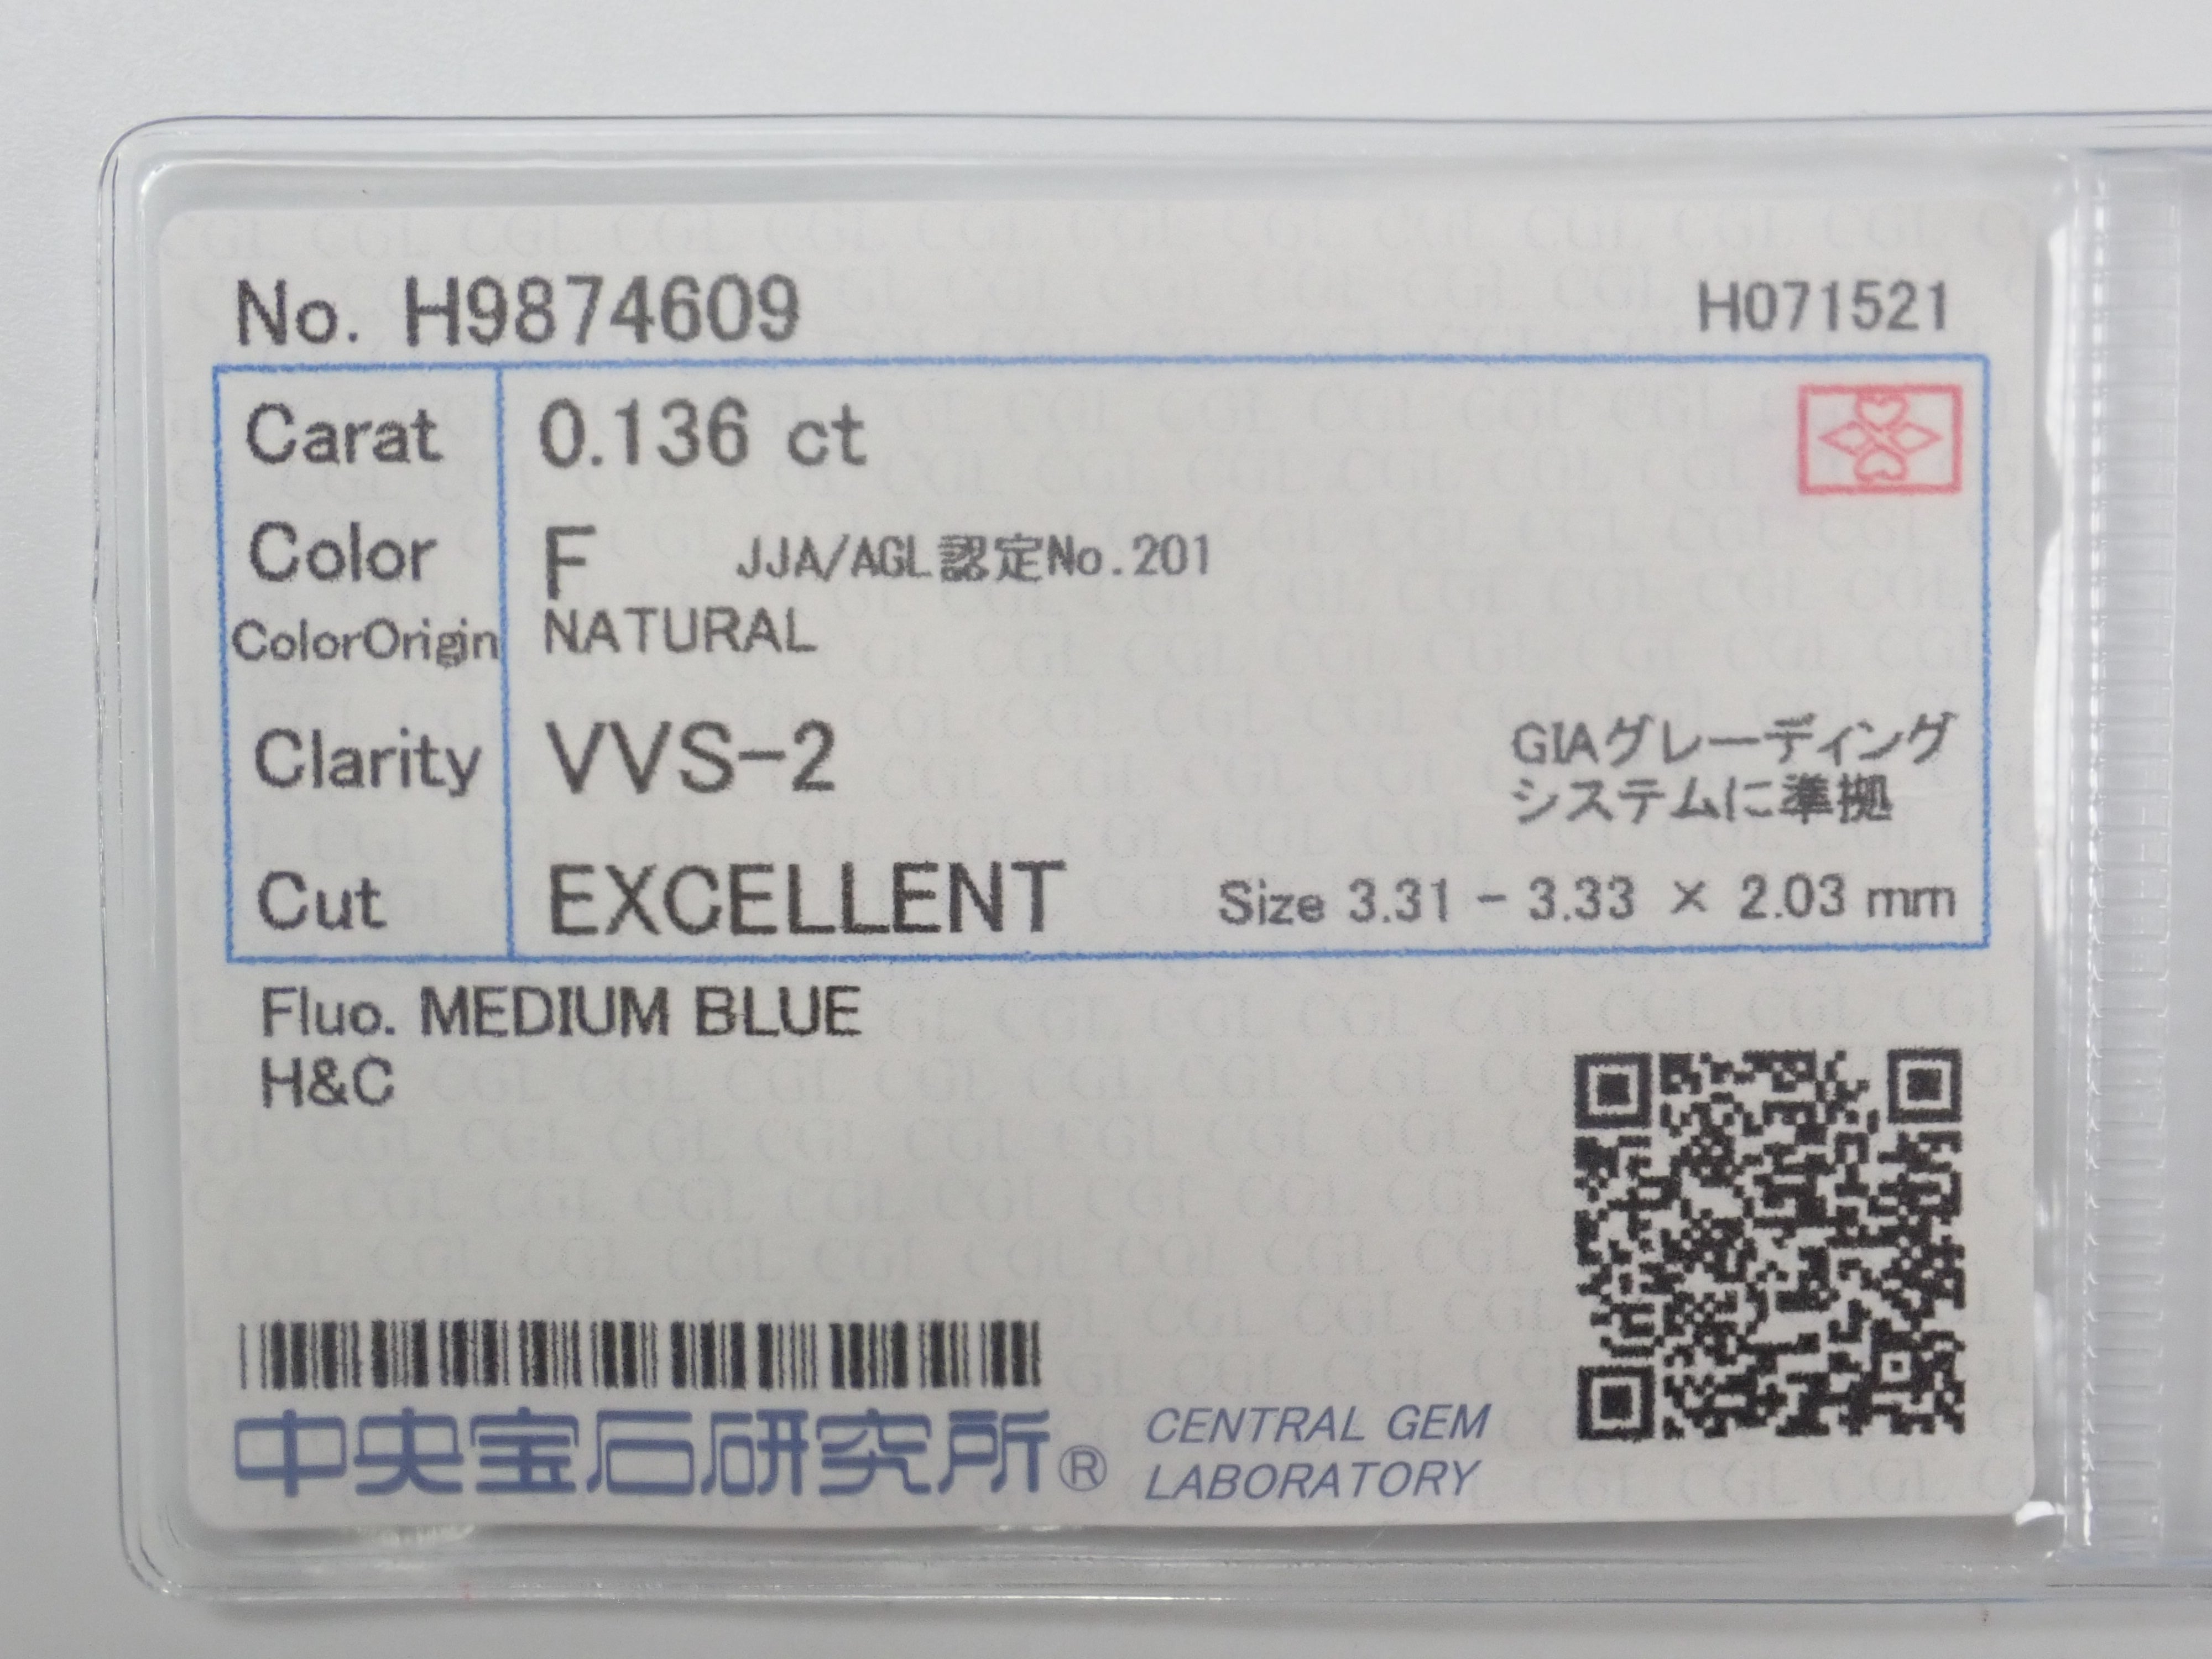 No. H9874609 H071521
Carat 0.136 ct
Color F JJA/AGL認定No.201
ColorOrigin NATURAL
Clarity VVS-2 GIAグレーディング
システムに準拠
Cut EXCELLENT Size 3.31 - 3.33 × 2.03 mm
Fluo. MEDIUM BLUE
H&C
中央宝石研究所® CENTRAL GEM
LABORATORY